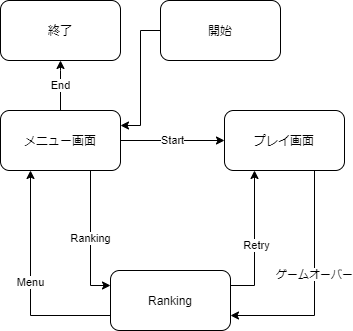 終了
開始
End
メニュー画面
Start
プレイ画面
Ranking
Retry
ゲームオーバー
Menu
Ranking